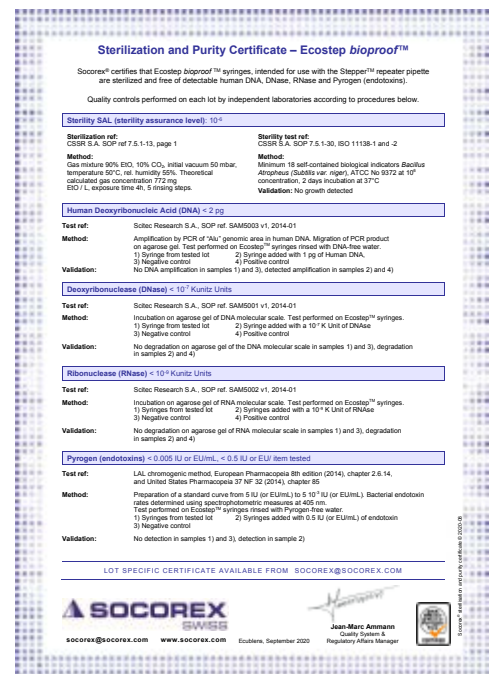 Sterilization and Purity Certificate – Ecostep bioproof™
Socorex® certifies that Ecostep bioproof ™ syringes, intended for use with the Stepper™ repeater pipette
are sterilized and free of detectable human DNA, DNase, RNase and Pyrogen (endotoxins).
Quality controls performed on each lot by independent laboratories according to procedures below.
Sterility SAL (sterility assurance level): 10⁻⁶
Sterilization ref:
CSSR S.A. SOP ref 7.5.1-13, page 1
Method:
Gas mixture 90% EtO, 10% CO₂, initial vacuum 50 mbar,
temperature 50°C, rel. humidity 55%. Theoretical
calculated gas concentration 772 mg
EtO / L, exposure time 4h, 5 rinsing steps.
Sterility test ref:
CSSR S.A. SOP ref 7.5.1-30, ISO 11138-1 and -2
Method:
Minimum 18 self-contained biological indicators Bacillus
Atropheus (Subtilis var. niger), ATCC No 9372 at 10⁶
concentration, 2 days incubation at 37°C
Validation: No growth detected
Human Deoxyribonucleic Acid (DNA) < 2 pg
Test ref: Scitec Research S.A., SOP ref. SAM5003 v1, 2014-01
Method: Amplification by PCR of "Alu" genomic area in human DNA. Migration of PCR product
on agarose gel. Test performed on Ecostep™ syringes rinsed with DNA-free water.
1) Syringe from tested lot 2) Syringe added with 1 pg of Human DNA,
3) Negative control 4) Positive control
Validation: No DNA amplification in samples 1) and 3), detected amplification in samples 2) and 4)
Deoxyribonuclease (DNase) < 10⁻⁷ Kunitz Units
Test ref: Scitec Research S.A., SOP ref. SAM5001 v1, 2014-01
Method: Incubation on agarose gel of DNA molecular scale. Test performed on Ecostep™ syringes.
1) Syringe from tested lot 2) Syringe added with a 10⁻⁷ K Unit of DNAse
3) Negative control 4) Positive control
Validation: No degradation on agarose gel of the DNA molecular scale in samples 1) and 3), degradation
in samples 2) and 4)
Ribonuclease (RNase) < 10⁻⁹ Kunitz Units
Test ref: Scitec Research S.A., SOP ref. SAM5002 v1, 2014-01
Method: Incubation on agarose gel of RNA molecular scale. Test performed on Ecostep™ syringes.
1) Syringes from tested lot 2) Syringes added with a 10⁻⁹ K Unit of RNAse
3) Negative control 4) Positive control
Validation: No degradation on agarose gel of RNA molecular scale in samples 1) and 3), degradation
in samples 2) and 4)
Pyrogen (endotoxins) < 0.005 IU or EU/mL, < 0.5 IU or EU/ item tested
Test ref: LAL chromogenic method, European Pharmacopeia 8th edition (2014), chapter 2.6.14,
and United States Pharmacopeia 37 NF 32 (2014), chapter 85
Method: Preparation of a standard curve from 5 IU (or EU/mL) to 5 10⁻³ IU (or EU/mL). Bacterial endotoxin
rates determined using spectrophotometric measures at 405 nm.
Test performed on Ecostep™ syringes rinsed with Pyrogen-free water.
1) Syringes from tested lot 2) Syringes added with 0.5 IU (or EU/mL) of endotoxin
3) Negative control
Validation: No detection in samples 1) and 3), detection in sample 2)
LOT SPECIFIC CERTIFICATE AVAILABLE FROM SOCOREX@SOCOREX.COM
SOCOREX
SWISS
socorex@socorex.com www.socorex.com
Ecublens, September 2020
Jean-Marc Ammann
Quality System &
Regulatory Affairs Manager
Socorex® sterilisation and purity certificate © 2020-09